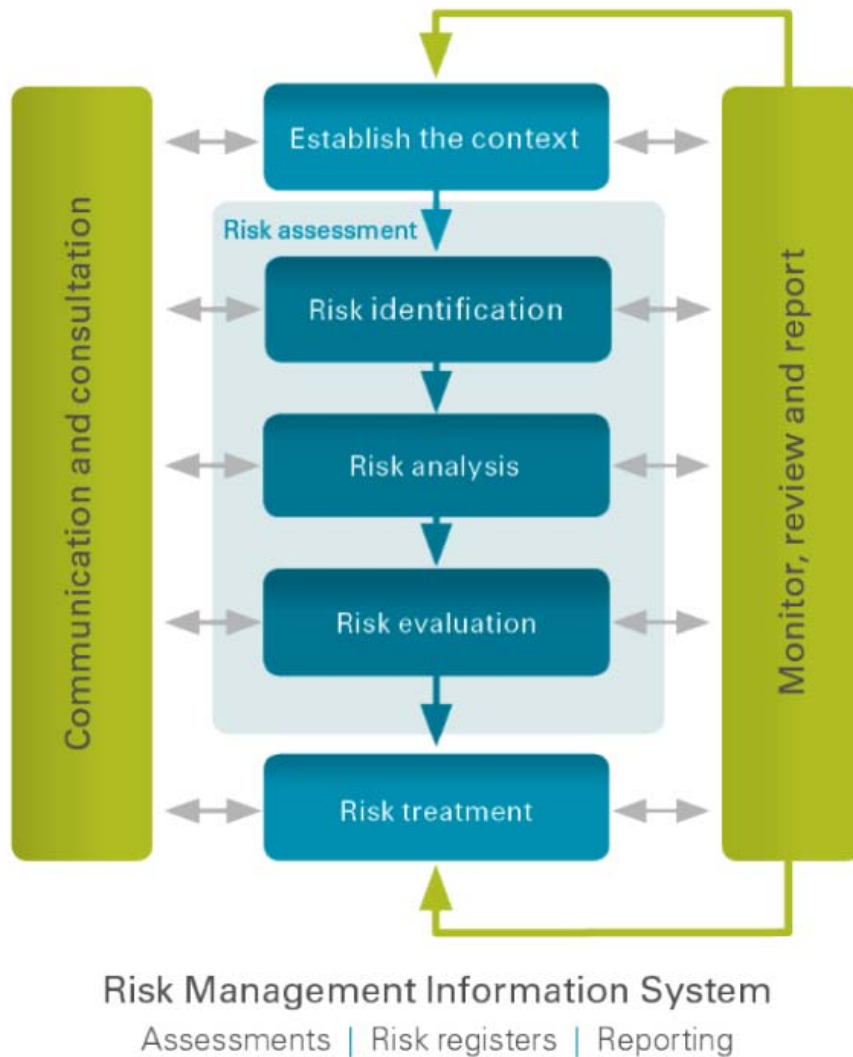 Communication and consultation
Establish the context
Risk assessment
Risk identification
Risk analysis
Risk evaluation
Risk treatment
Monitor, review and report
Risk Management Information System
Assessments | Risk registers | Reporting